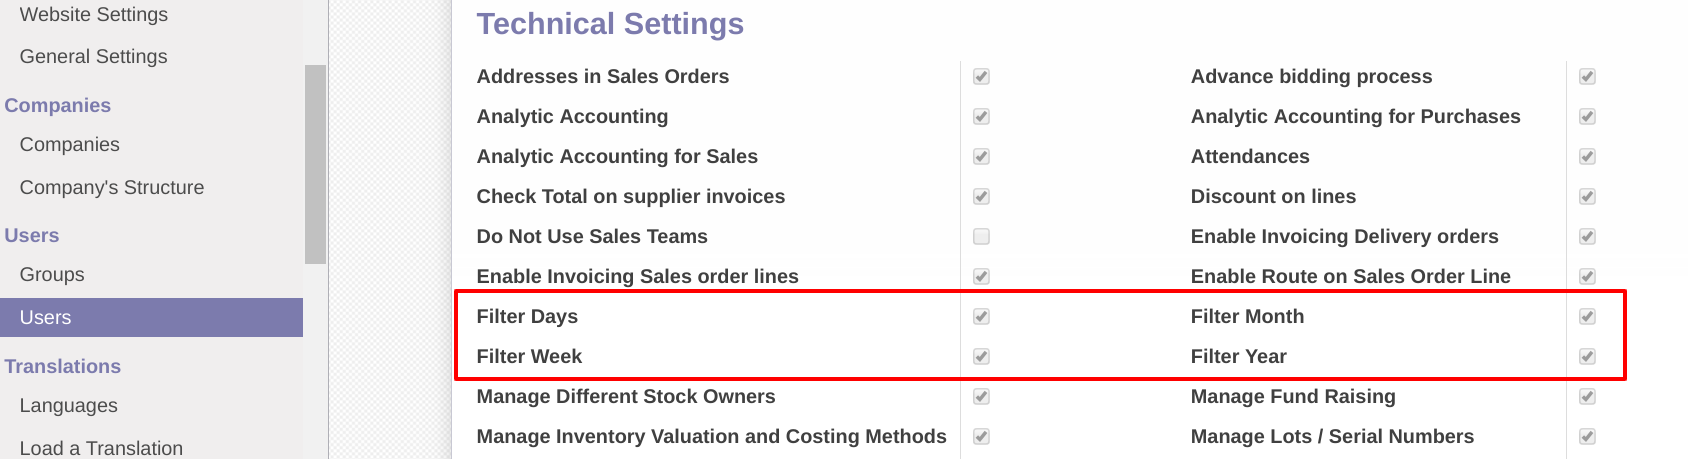 Website Settings
General Settings
Companies
Companies
Company's Structure
Users
Groups
Users
Translations
Languages
Load a Translation
Technical Settings
Addresses in Sales Orders
Advance bidding process
Analytic Accounting
Analytic Accounting for Purchases
Analytic Accounting for Sales
Attendances
Check Total on supplier invoices
Discount on lines
Do Not Use Sales Teams
Enable Invoicing Delivery orders
Enable Invoicing Sales order lines
Enable Route on Sales Order Line
Filter Days
Filter Month
Filter Week
Filter Year
Manage Different Stock Owners
Manage Fund Raising
Manage Inventory Valuation and Costing Methods
Manage Lots / Serial Numbers